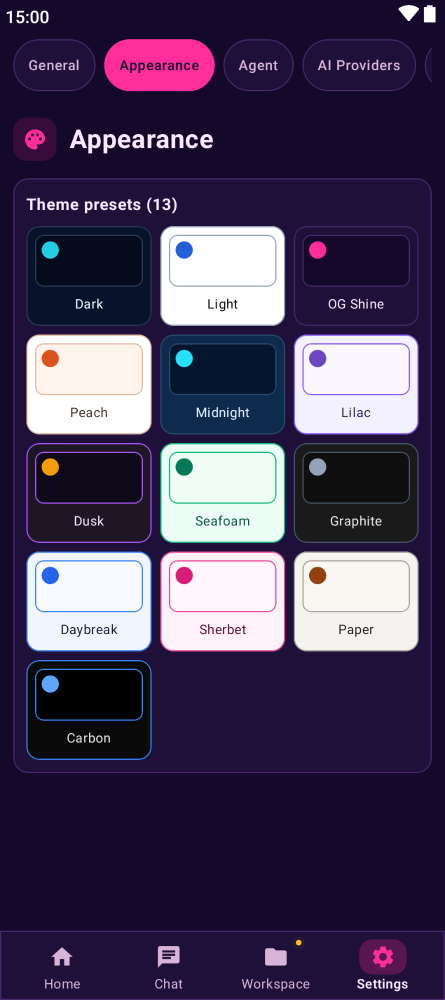 15:00
General
Appearance
Agent
AI Providers
Appearance
Theme presets (13)
Dark
Light
OG Shine
Peach
Midnight
Lilac
Dusk
Seafoam
Graphite
Daybreak
Sherbet
Paper
Carbon
Home
Chat
Workspace
Settings